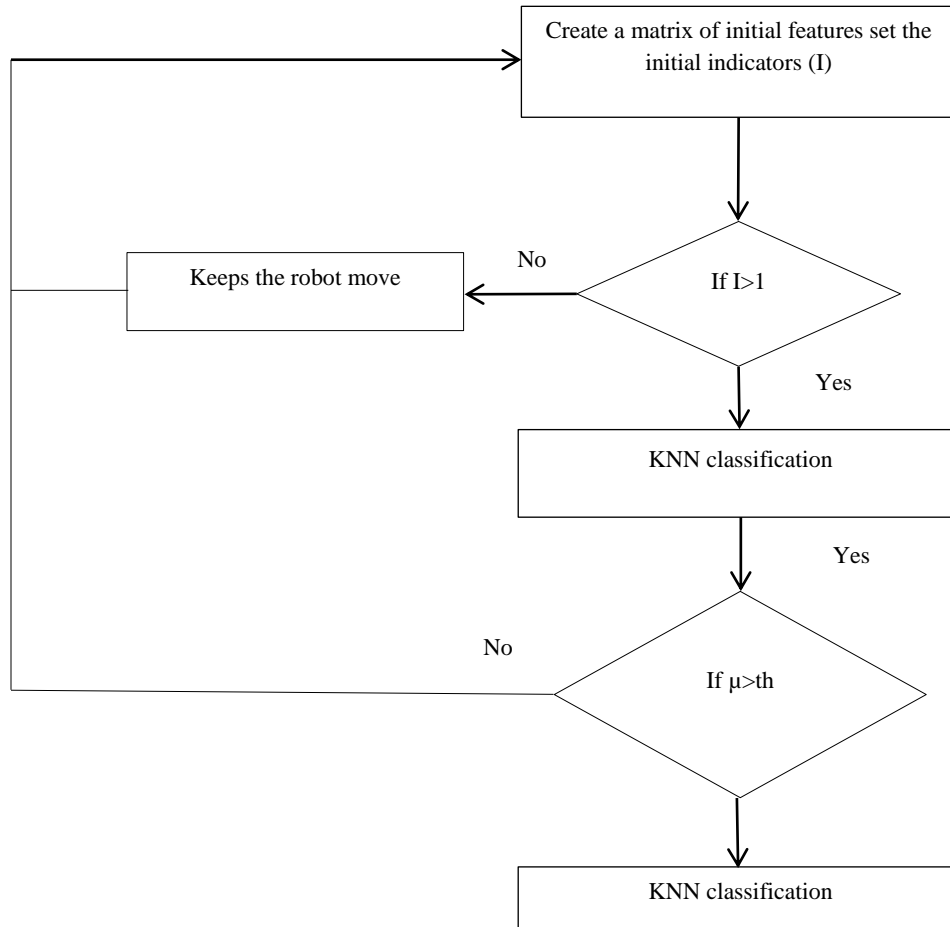 Create a matrix of initial features set the
initial indicators (I)
No
Keeps the robot move
If I>1
Yes
KNN classification
Yes
No
If μ>th
KNN classification